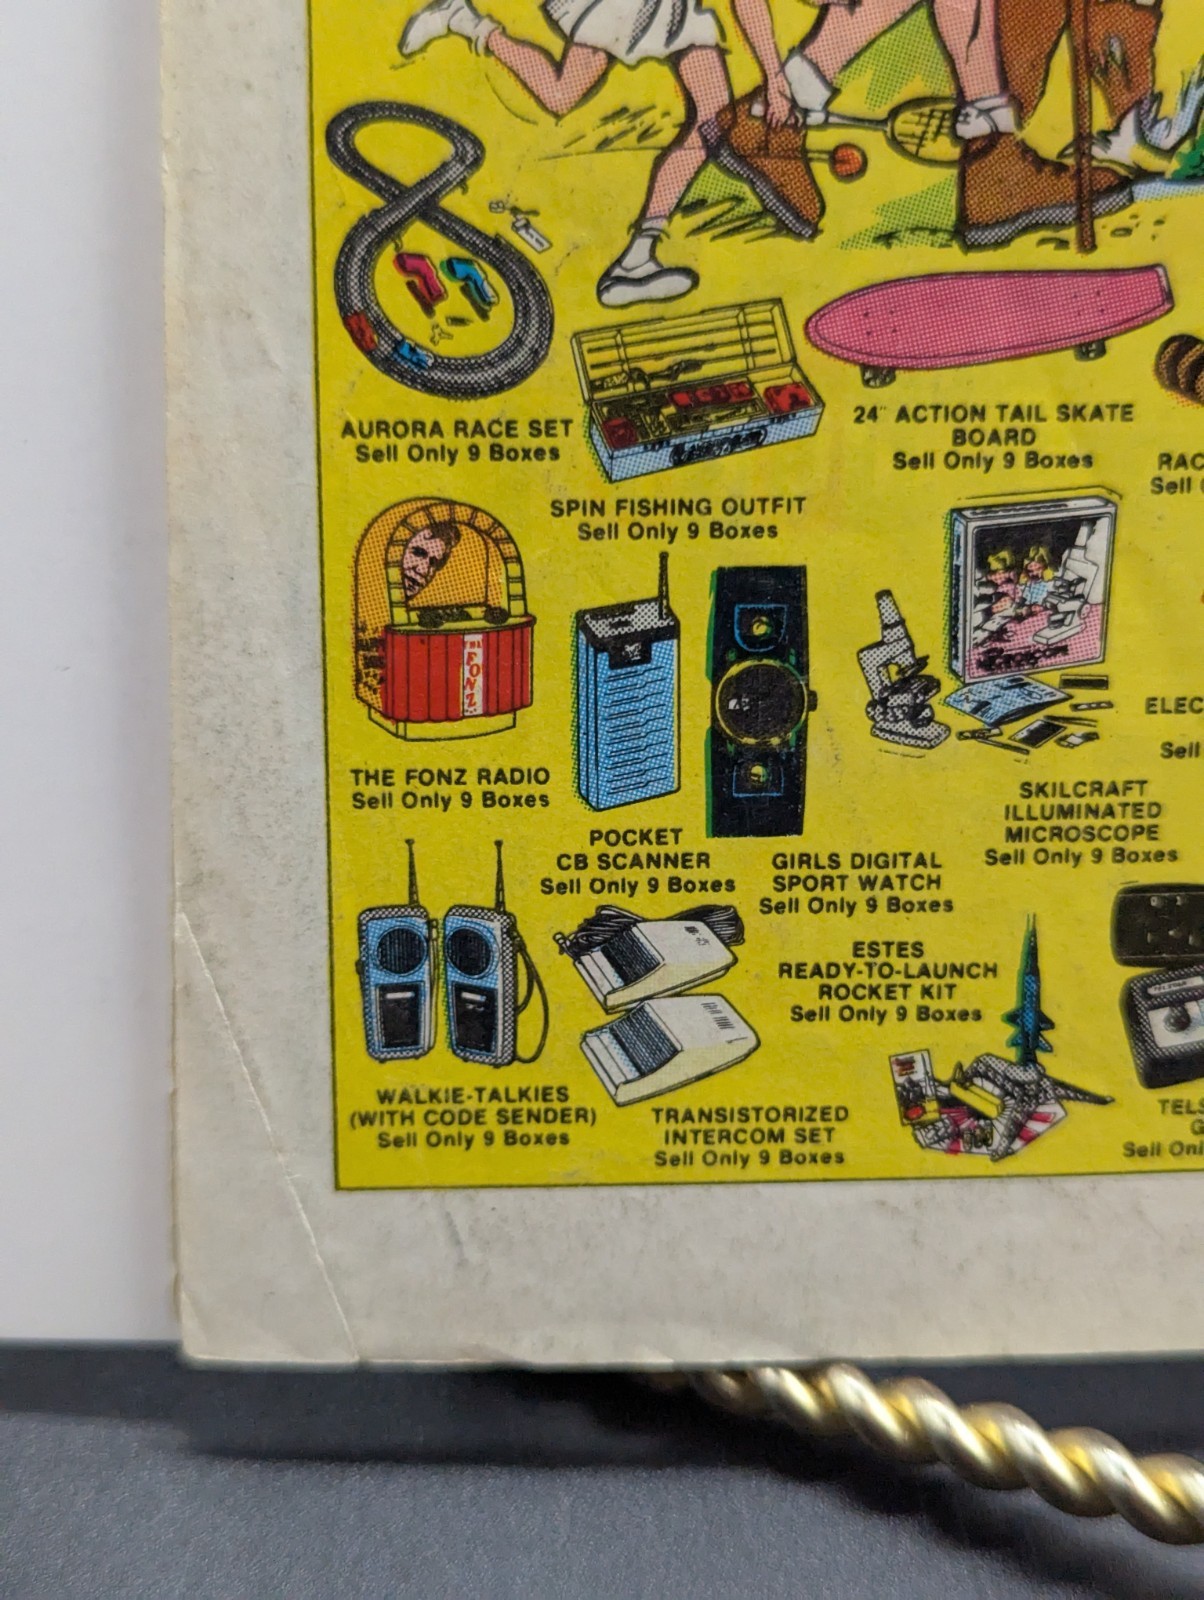 AURORA RACE SET
Sell Only 9 Boxes
24" ACTION TAIL SKATE
BOARD
Sell Only 9 Boxes
RAC
Sell
SPIN FISHING OUTFIT
Sell Only 9 Boxes
THE
FONZ
THE FONZ RADIO
Sell Only 9 Boxes
POCKET
CB SCANNER
Sell Only 9 Boxes
GIRLS DIGITAL
SPORT WATCH
Sell Only 9 Boxes
SKILCRAFT
ILLUMINATED
MICROSCOPE
Sell Only 9 Boxes
ELEC
Sell
WALKIE-TALKIES
(WITH CODE SENDER)
Sell Only 9 Boxes
TRANSISTORIZED
INTERCOM SET
Sell Only 9 Boxes
ESTES
READY-TO-LAUNCH
ROCKET KIT
Sell Only 9 Boxes
TELS
G
Sell Onl